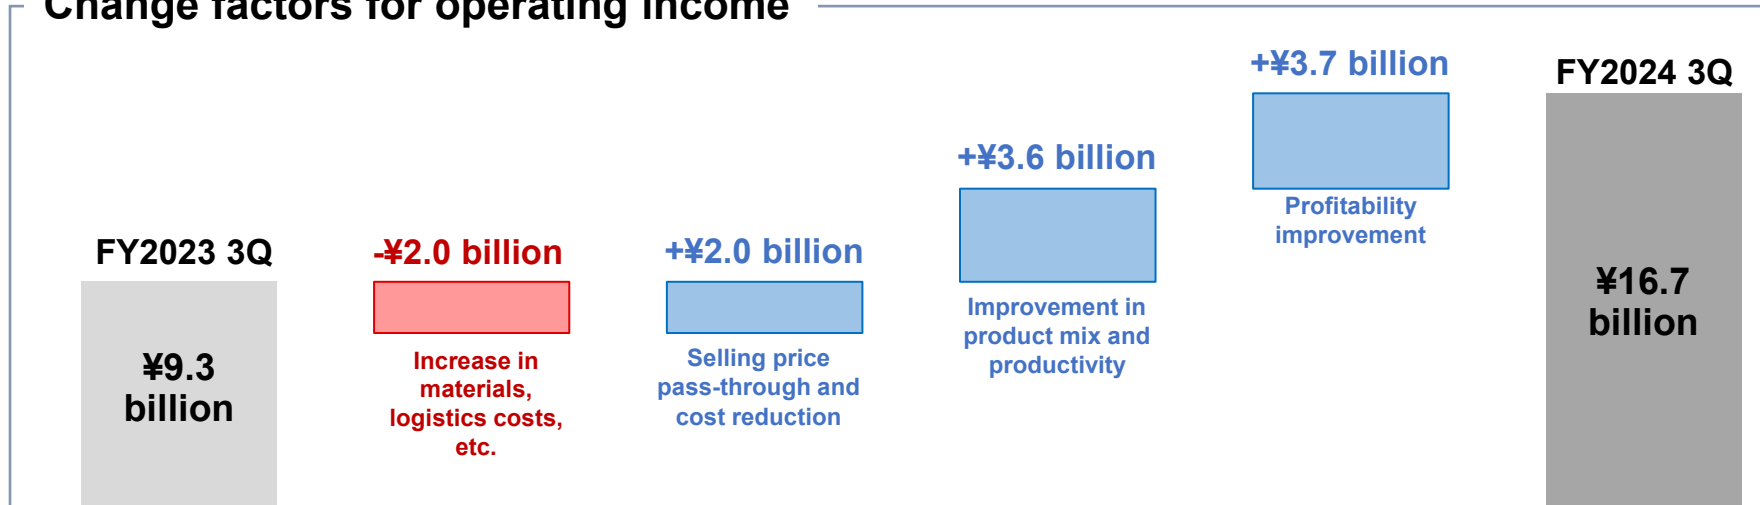 Change factors for operating income
+¥3.7 billion
FY2024 3Q
+¥3.6 billion
Profitability
improvement
FY2023 3Q
-¥2.0 billion
+¥2.0 billion
¥16.7
billion
Improvement in
product mix and
productivity
¥9.3
billion
Increase in
materials,
logistics costs,
etc.
Selling price
pass-through and
cost reduction